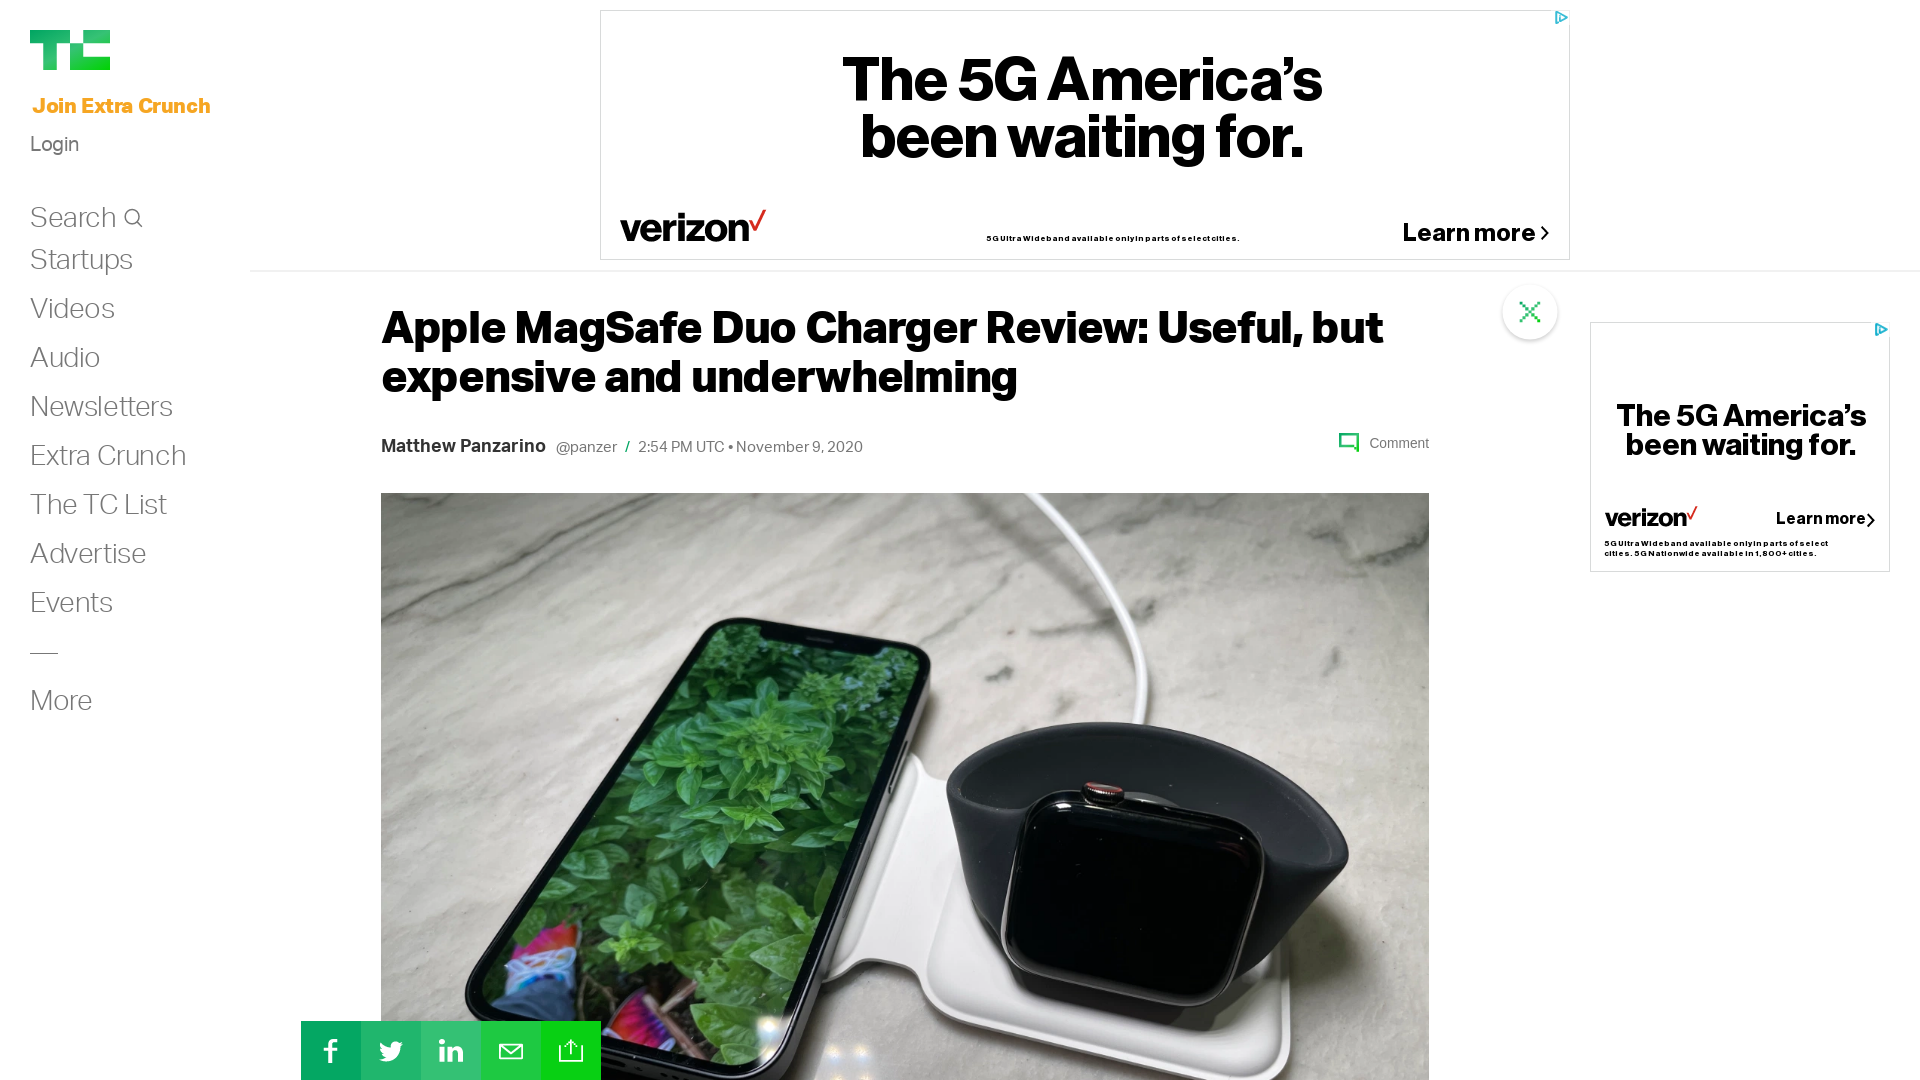 TC
Join Extra Crunch
Login
Search
Startups
Videos
Audio
Newsletters
Extra Crunch
The TC List
Advertise
Events
More
The 5G America’s
been waiting for.
verizon
5G Ultra Wideband available only in parts of select cities.
Learn more
Apple MagSafe Duo Charger Review: Useful, but
expensive and underwhelming
Matthew Panzarino @panzer / 2:54 PM UTC • November 9, 2020
Comment
The 5G America’s
been waiting for.
verizon
Learn more
5G Ultra Wideband available only in parts of select
cities. 5G Nationwide available in 1,800+ cities.